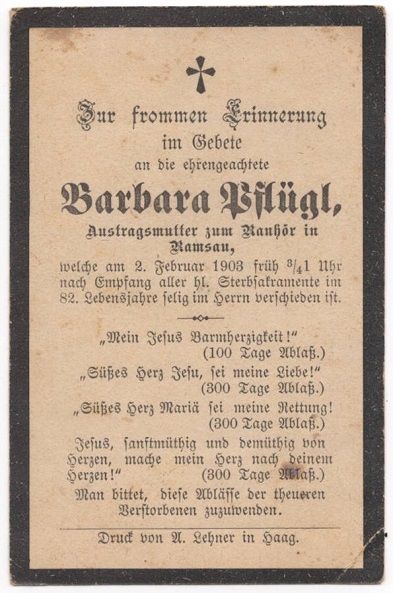 Zur frommen Erinnerung
im Gebete
an die ehrengeachtete
Barbara Pflügl,
Austragsmutter zum Rauhör in
Ramsau,
welche am 2. Februar 1903 früh ¾1 Uhr
nach Empfang aller hl. Sterbsakramente im
82. Lebensjahre selig im Herrn verschieden ist.
„Mein Jesus Barmherzigkeit!"
(100 Tage Ablaß.)
„Süßes Herz Jesu, sei meine Liebe!"
(300 Tage Ablaß.)
„Süßes Herz Mariä sei meine Rettung!
(300 Tage Ablaß.)
Jesus, sanftmüthig und demüthig von
Herzen, mache mein Herz nach deinem
Herzen!" (300 Tage Ablaß.)
Man bittet, diese Ablässe der theueren
Verstorbenen zuzuwenden.
Druck von A. Lehner in Haag.